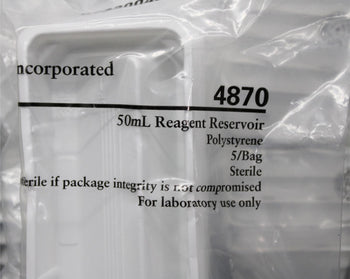 ncorporated
4870
50mL Reagent Reservoir
Polystyrene
5/Bag
Sterile
erile if package integrity is not compromised
For laboratory use only